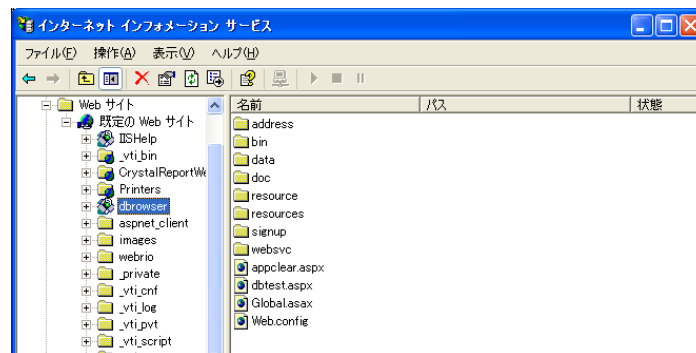 インターネット インフォメーション サービス
ファイル(F) 操作(A) 表示(V) ヘルプ(H)
Web サイト
既定の Web サイト
IISHelp
_vti_bin
CrystalReportWe
Printers
dbrowser
aspnet_client
images
webrio
_private
_vti_cnf
_vti_log
_vti_pvt
_vti_script
名前 パス 状態
address
bin
data
doc
resource
resources
signup
websvc
appclear.aspx
dbtest.aspx
Global.asax
Web.config